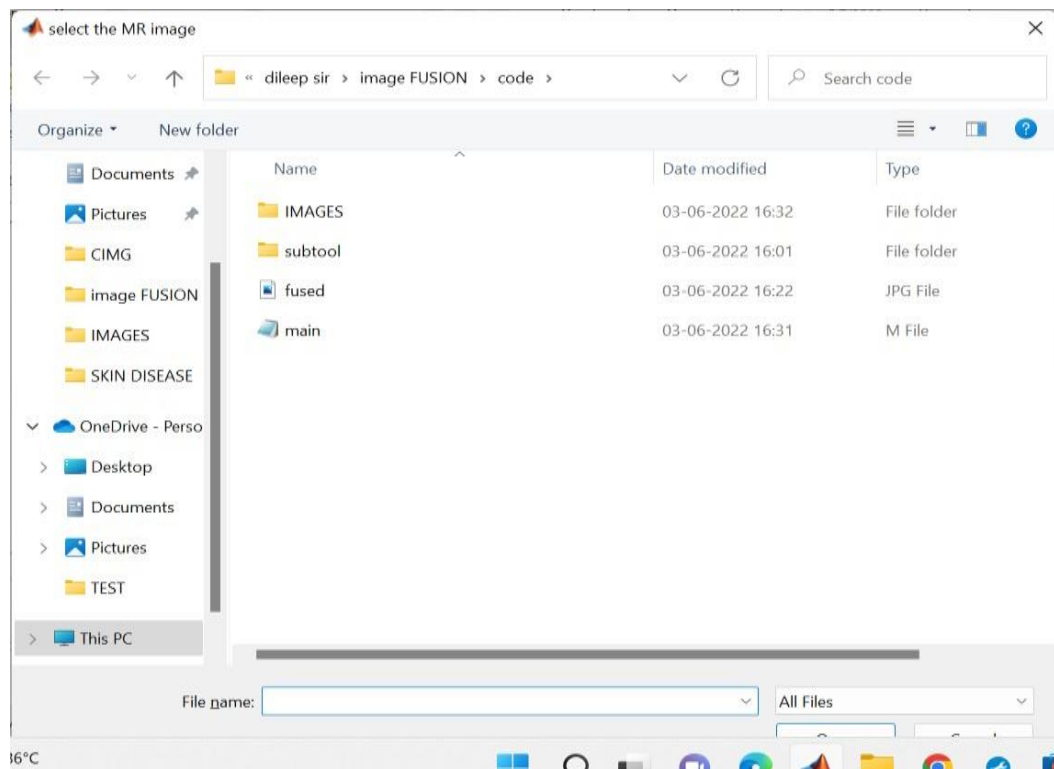 select the MR image
« dileep sir › image FUSION › code ›
Search code
Organize
New folder
Documents
Pictures
CIMG
image FUSION
IMAGES
SKIN DISEASE
OneDrive - Perso
Desktop
Documents
Pictures
TEST
This PC
Name Date modified Type
IMAGES 03-06-2022 16:32 File folder
subtool 03-06-2022 16:01 File folder
fused 03-06-2022 16:22 JPG File
main 03-06-2022 16:31 M File
File name:
All Files
36°C